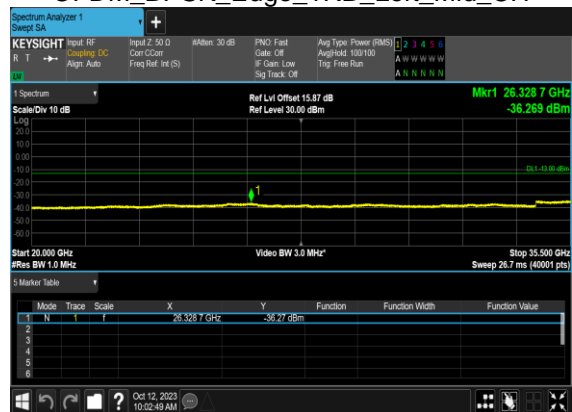 Spectrum Analyzer 1
Swept SA
KEYSIGHT Input: RF Input Z: 50 Ω #Atten: 30 dB PNO: Fast Avg Type: Power (RMS) 1 2 3 4 5 6
R T Coupling: DC Corr CCorr Gate: Off Avg|Hold: 100/100 A W W W W W
Align: Auto Freq Ref: Int (S) IF Gain: Low Trig: Free Run
LW Sig Track: Off A N N N N N
1 Spectrum Ref Lvl Offset 15.87 dB Mkr1 26.328 7 GHz
Scale/Div 10 dB Ref Level 30.00 dBm -36.269 dBm
Log
20.0
10.0
0.00
-10.0 DL1 -13.00 dBm
-20.0
-30.0 1
-40.0
-50.0
-60.0
Start 20.000 GHz Video BW 3.0 MHz* Stop 35.500 GHz
#Res BW 1.0 MHz Sweep 26.7 ms (40001 pts)
5 Marker Table
Mode Trace Scale X Y Function Function Width Function Value
1 N 1 f 26.328 7 GHz -36.27 dBm
2
3
4
5
6
? Oct 12, 2023
10:02:49 AM